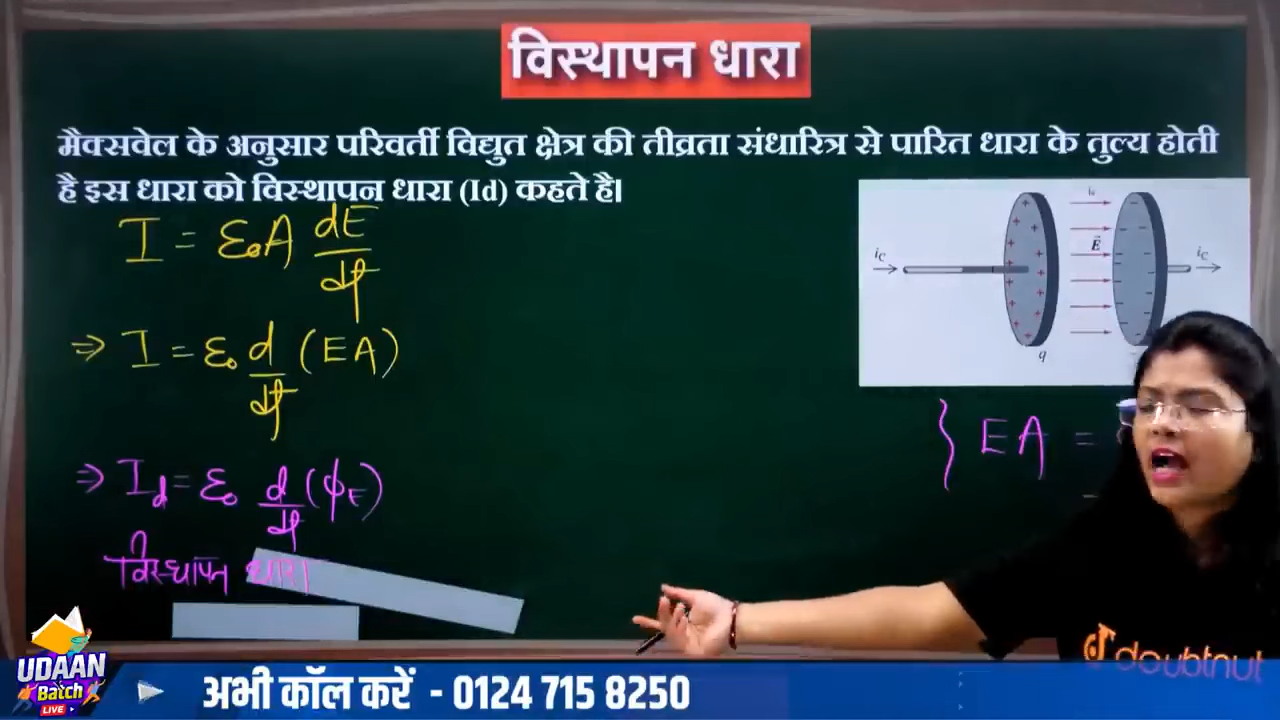 विस्थापन धारा
मैक्सवेल के अनुसार परिवर्ती विद्युत क्षेत्र की तीव्रता संधारित्र से पारित धारा के तुल्य होती
है इस धारा को विस्थापन धारा (Id) कहते है।
I = ε₀A dE/dt
⇒ I = ε₀ d/dt (EA)
⇒ I_d = ε₀ d/dt (ϕ_E)
विस्थापन धारा
i_C
E
i_C
q
{ EA =
doubtnut
UDAAN
Batch
LIVE
अभी कॉल करें - 0124 715 8250